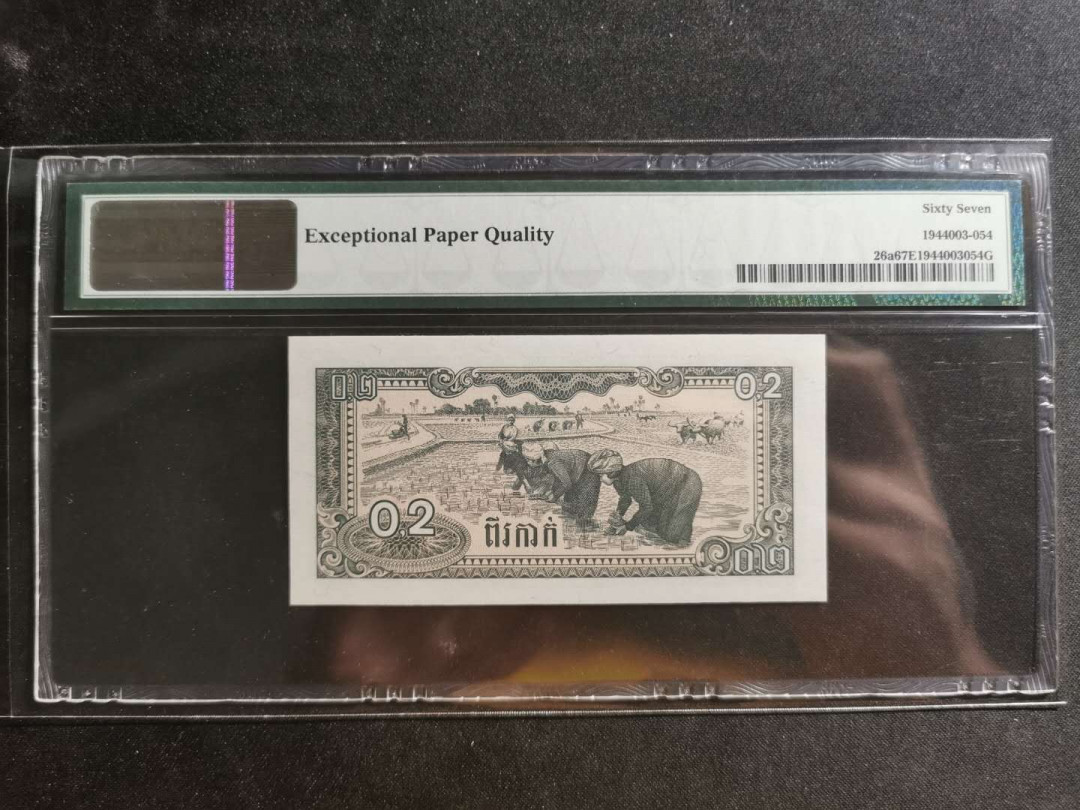 Sixty Seven
Exceptional Paper Quality
1944003-054
26a67E1944003054G
០,២
0,2
0,2
ពីរកាក់
០,២